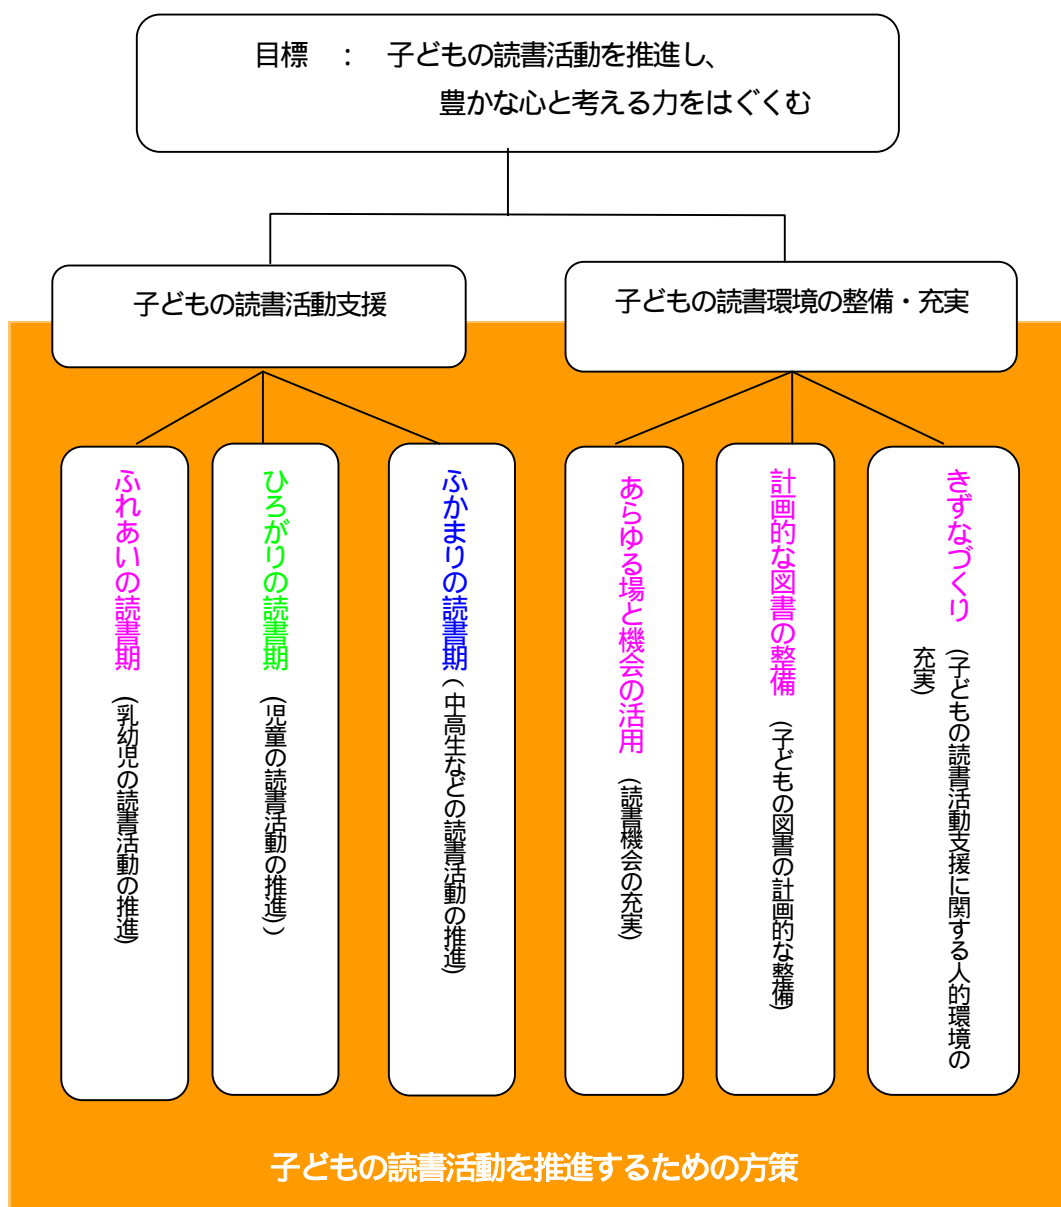 目標　：　子どもの読書活動を推進し、
豊かな心と考える力をはぐくむ
子どもの読書活動支援
子どもの読書環境の整備・充実
ふれあいの読書期　(乳幼児の読書活動の推進)
ひろがりの読書期　(児童の読書活動の推進))
ふかまりの読書期(中高生などの読書活動の推進)
あらゆる場と機会の活用　(読書機会の充実)
計画的な図書の整備　(子どもの図書の計画的な整備)
きずなづくり　(子どもの読書活動支援に関する人的環境の
充実)
子どもの読書活動を推進するための方策